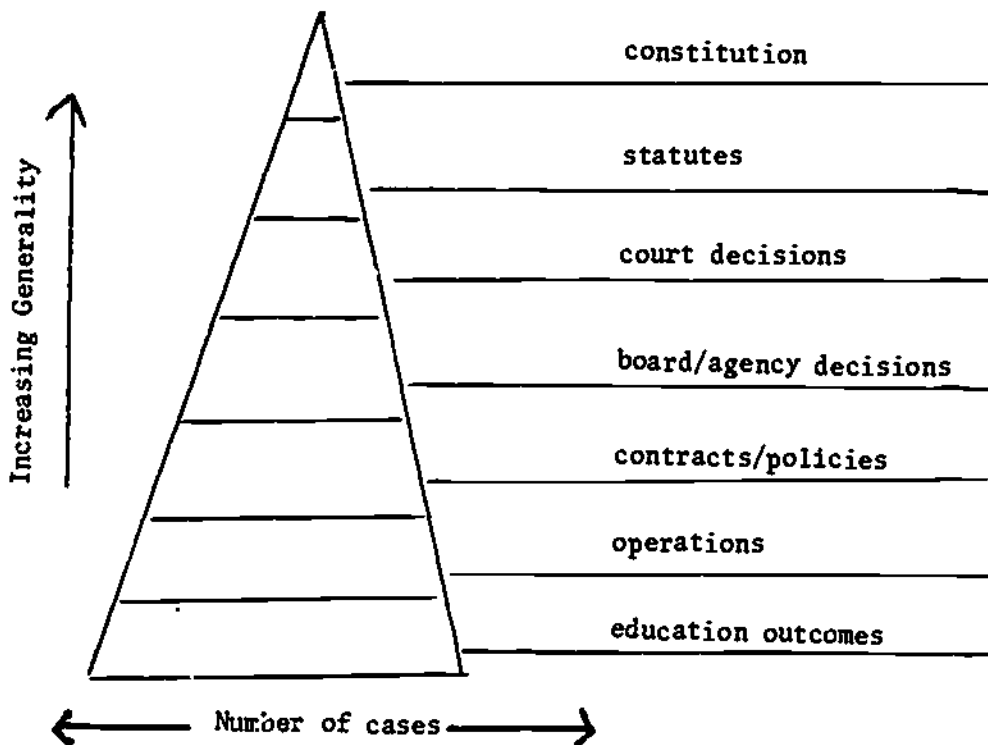 constitution
statutes
court decisions
board/agency decisions
contracts/policies
operations
education outcomes
Increasing Generality
Number of cases